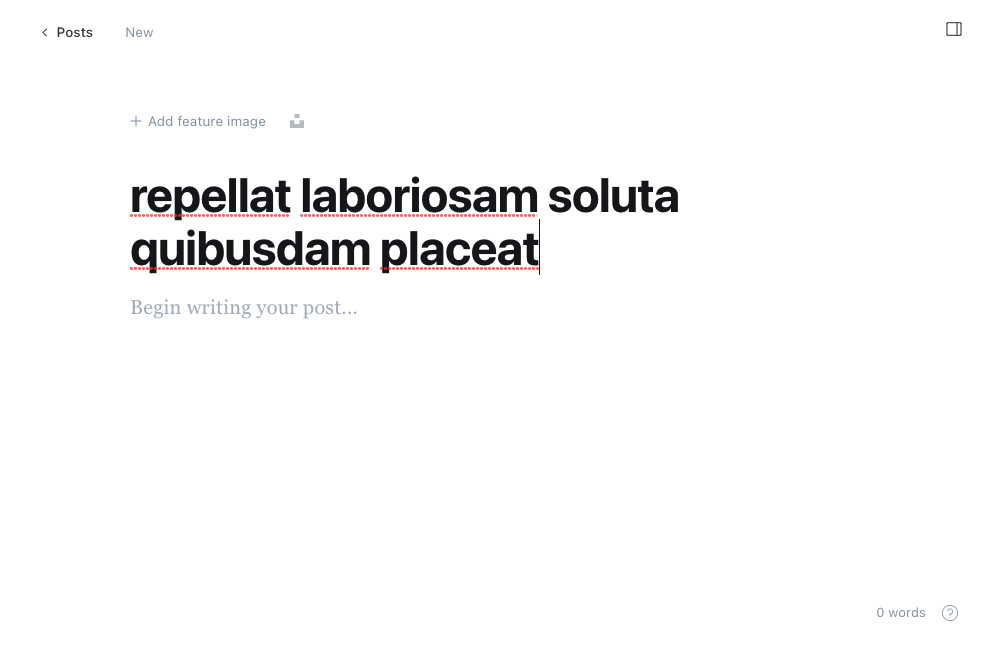 Posts
New
Add feature image
repellat laboriosam soluta
quibusdam placeat
Begin writing your post...
0 words
?